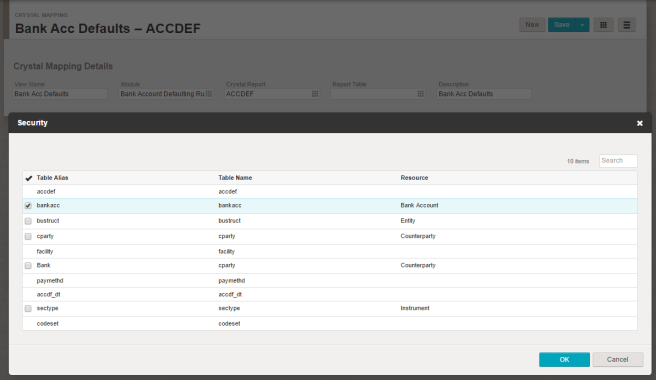 CRYSTAL MAPPING
Bank Acc Defaults – ACCDEF
New Save
Crystal Mapping Details
View Name Module Crystal Report Report Table Description
Bank Acc Defaults Bank Account Defaulting Ru ACCDEF Bank Acc Defaults
Security
10 items Search
Table Alias Table Name Resource
accdef accdef
bankacc bankacc Bank Account
bustruct bustruct Entity
cparty cparty Counterparty
facility facility
Bank cparty Counterparty
paymethd paymethd
accdf_dt accdf_dt
sectype sectype Instrument
codeset codeset
OK Cancel